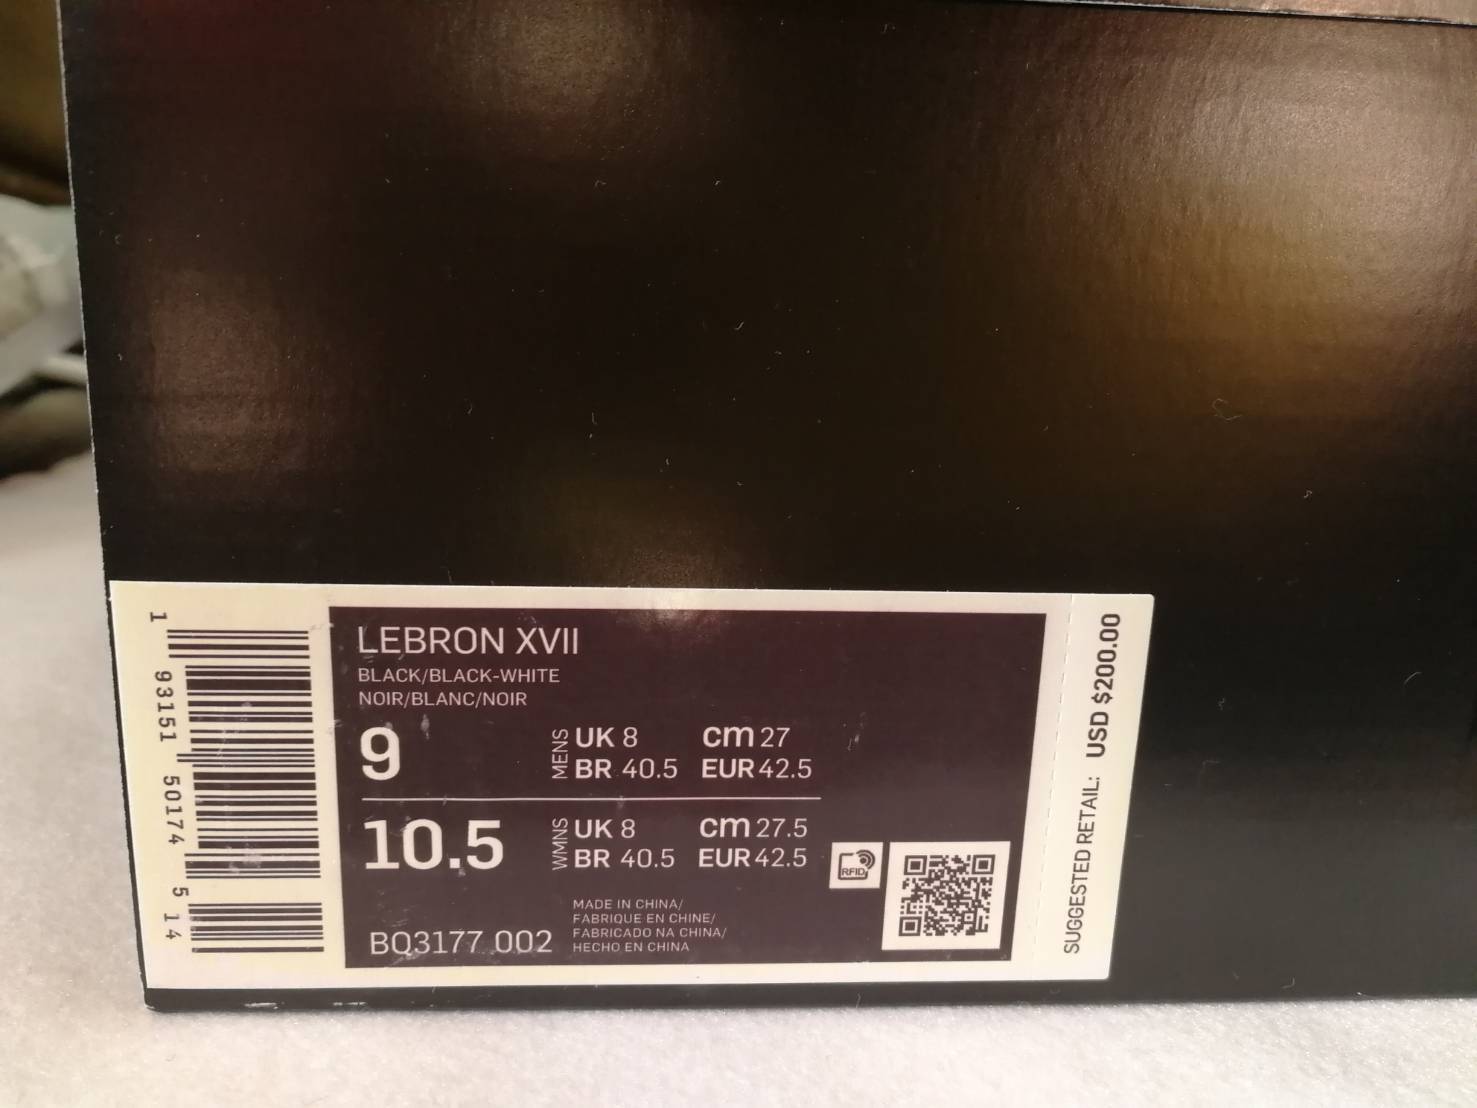 LEBRON XVII
BLACK/BLACK-WHITE
NOIR/BLANC/NOIR
9
MENS
UK 8 cm 27
BR 40.5 EUR 42.5
10.5
WMNS
UK 8 cm 27.5
BR 40.5 EUR 42.5
RFID
MADE IN CHINA/
FABRIQUE EN CHINE/
FABRICADO NA CHINA/
HECHO EN CHINA
BQ3177 002
1 93151 50174 5 14
SUGGESTED RETAIL: USD $200.00